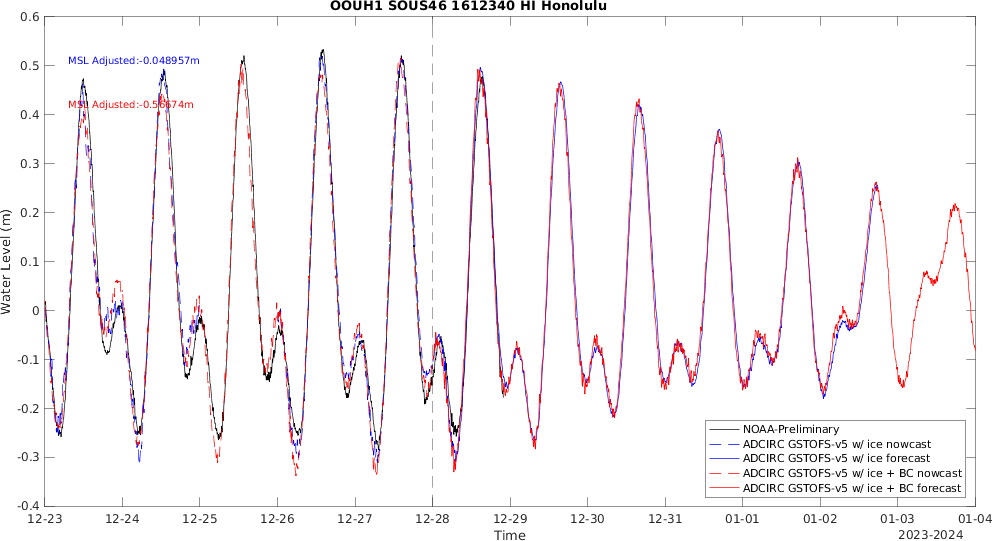 OOUH1 SOUS46 1612340 HI Honolulu
0.6
0.5
0.4
0.3
0.2
0.1
0
-0.1
-0.2
-0.3
-0.4
Water Level (m)
MSL Adjusted:-0.048957m
MSL Adjusted:-0.56674m
NOAA-Preliminary
ADCIRC GSTOFS-v5 w/ ice nowcast
ADCIRC GSTOFS-v5 w/ ice forecast
ADCIRC GSTOFS-v5 w/ ice + BC nowcast
ADCIRC GSTOFS-v5 w/ ice + BC forecast
12-23 12-24 12-25 12-26 12-27 12-28 12-29 12-30 12-31 01-01 01-02 01-03 01-04
Time
2023-2024